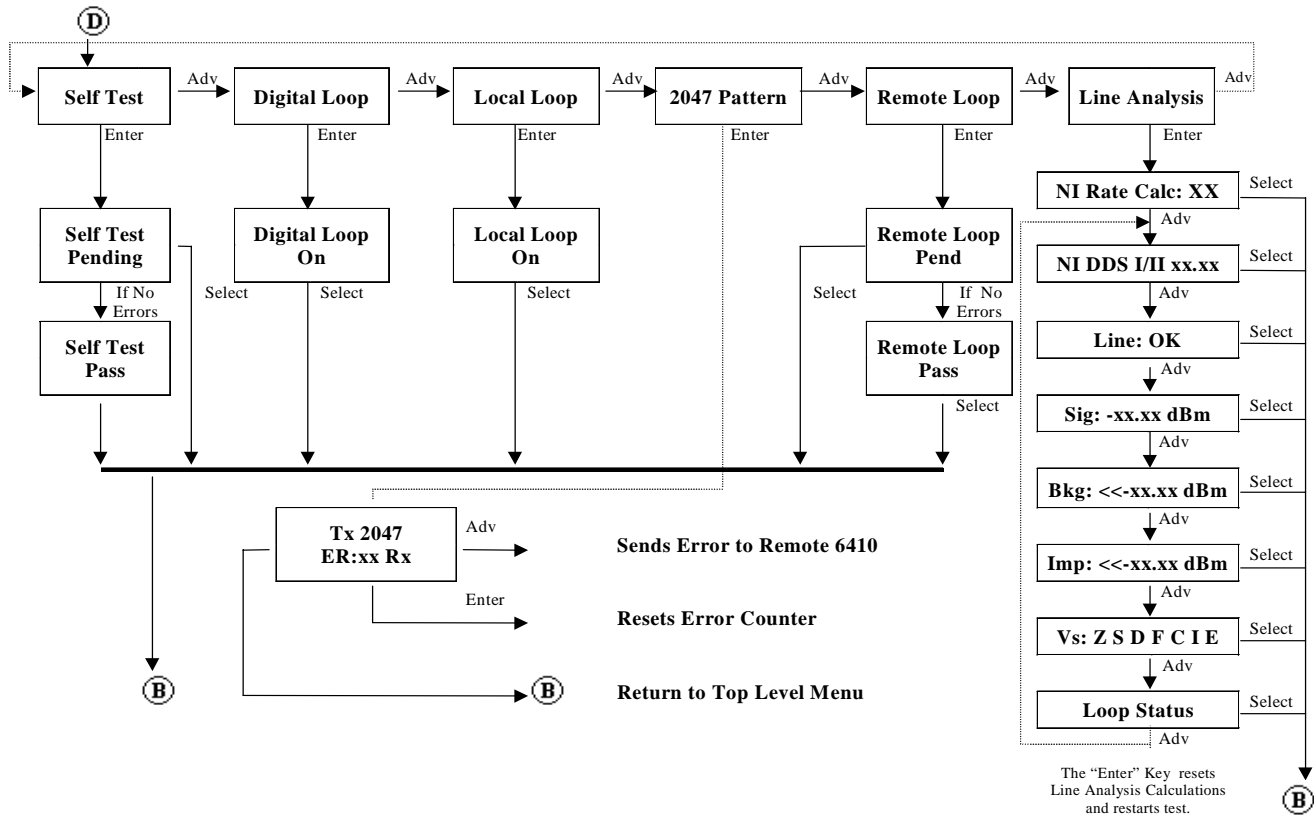 D
Self Test
Adv
Digital Loop
Adv
Local Loop
Adv
2047 Pattern
Adv
Remote Loop
Adv
Line Analysis
Adv
Enter
Enter
Enter
Enter
Enter
Enter
Self Test
Pending
Select
If No
Errors
Self Test
Pass
Digital Loop
On
Select
Local Loop
On
Select
Remote Loop
Pend
Select
If No
Errors
Remote Loop
Pass
Select
NI Rate Calc: XX
Select
Adv
NI DDS I/II xx.xx
Select
Adv
Line: OK
Select
Adv
Sig: -xx.xx dBm
Select
Adv
Bkg: <<-xx.xx dBm
Select
Adv
Imp: <<-xx.xx dBm
Select
Adv
Vs: Z S D F C I E
Select
Adv
Loop Status
Select
Adv
The “Enter” Key resets
Line Analysis Calculations
and restarts test.
B
Tx 2047
ER:xx Rx
Adv
Sends Error to Remote 6410
Enter
Resets Error Counter
B
B
Return to Top Level Menu